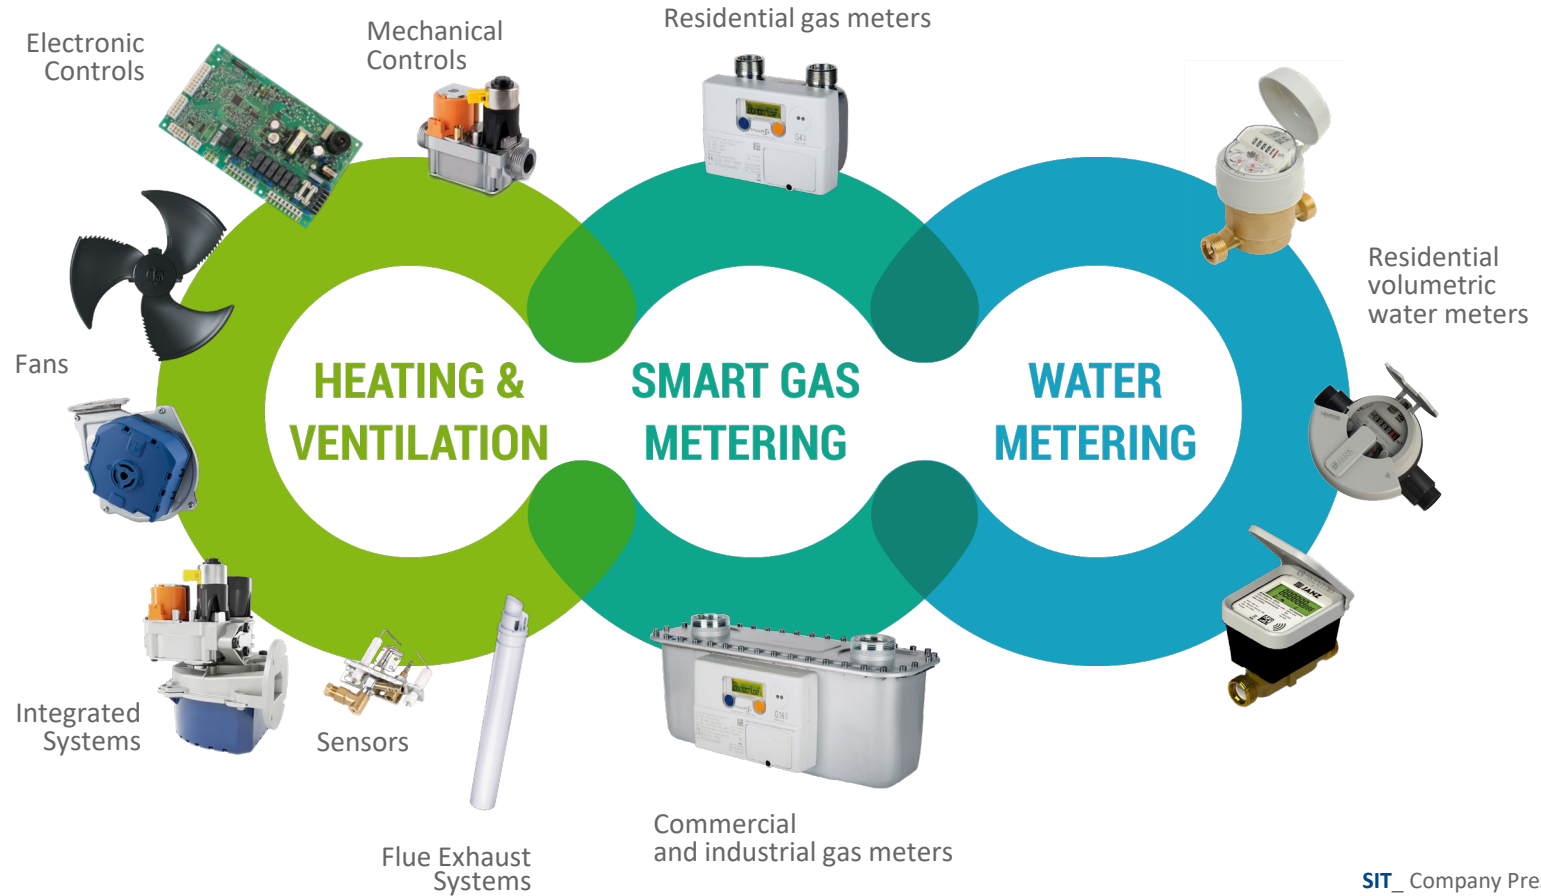 Residential gas meters
Mechanical
Controls
Electronic
Controls
Residential
volumetric
water meters
Fans
HEATING &
VENTILATION
SMART GAS
METERING
WATER
METERING
JANZ
Integrated
Systems
Sensors
Flue Exhaust
Systems
Commercial
and industrial gas meters
SIT_ Company Pre